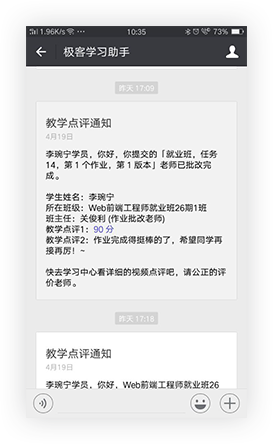 1.96K/s 10:35 73%
极客学习助手
昨天 17:09
教学点评通知
4月19日
李琬宁学员，你好，你提交的「就业班，任务
14，第 1 个作业，第 1 版本」老师已批改完
成。
学生姓名：李琬宁
所在班级：Web前端工程师就业班26期1班
班主任：关俊利 (作业批改老师)
教学点评1：90 分
教学点评2：作业完成得挺棒的了，希望同学再
接再厉！~
快去学习中心看详细的视频点评吧，请公正的评
价老师。
昨天 17:18
教学点评通知
4月19日
李琬宁学员，你好，Web前端工程师就业班26